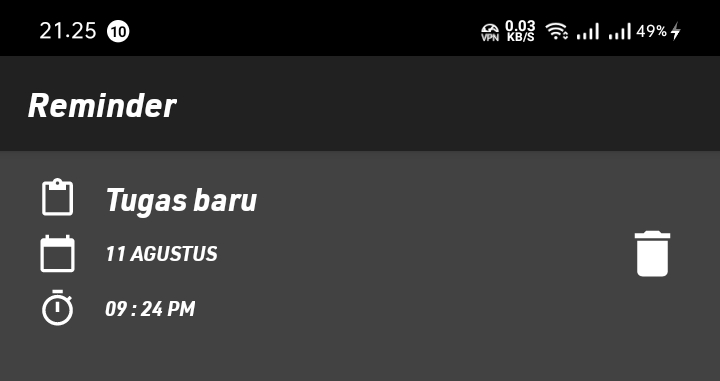 21.25 10 VPN 0.03 KB/S 49%
Reminder
Tugas baru
11 AGUSTUS
09 : 24 PM